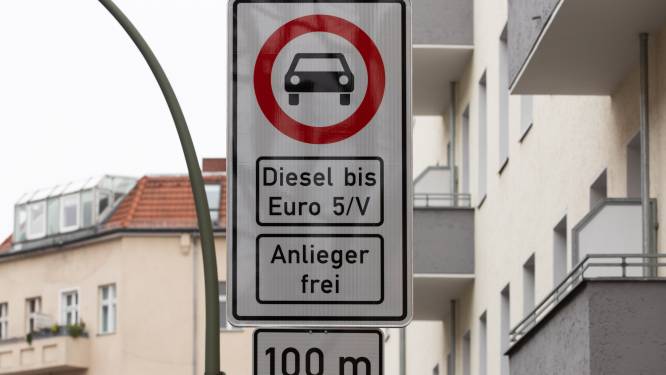 Diesel bis
Euro 5/V
Anlieger
frei
100 m